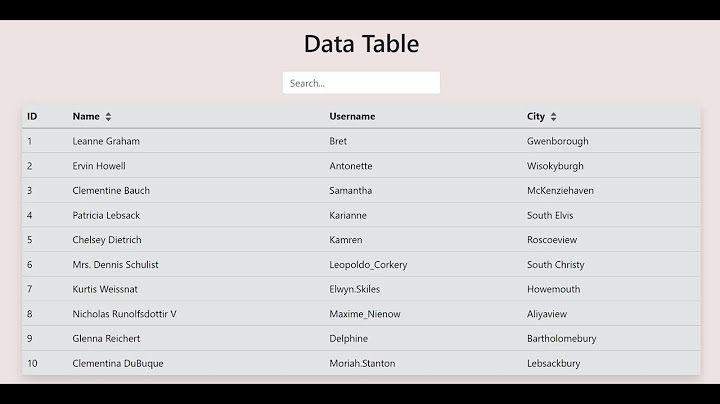 Data Table
Search...
ID Name Username City
1 Leanne Graham Bret Gwenborough
2 Ervin Howell Antonette Wisokyburgh
3 Clementine Bauch Samantha McKenziehaven
4 Patricia Lebsack Karianne South Elvis
5 Chelsey Dietrich Kamren Roscoeview
6 Mrs. Dennis Schulist Leopoldo_Corkery South Christy
7 Kurtis Weissnat Elwyn.Skiles Howemouth
8 Nicholas Runolfsdottir V Maxime_Nienow Aliyaview
9 Glenna Reichert Delphine Bartholomebury
10 Clementina DuBuque Moriah.Stanton Lebsackbury